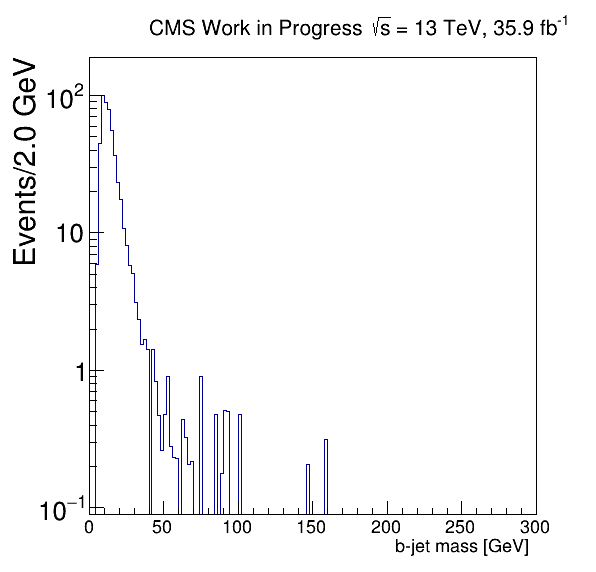 CMS Work in Progress √s = 13 TeV, 35.9 fb⁻¹
Events/2.0 GeV
10²
10
1
10⁻¹
0 50 100 150 200 250 300
b-jet mass [GeV]